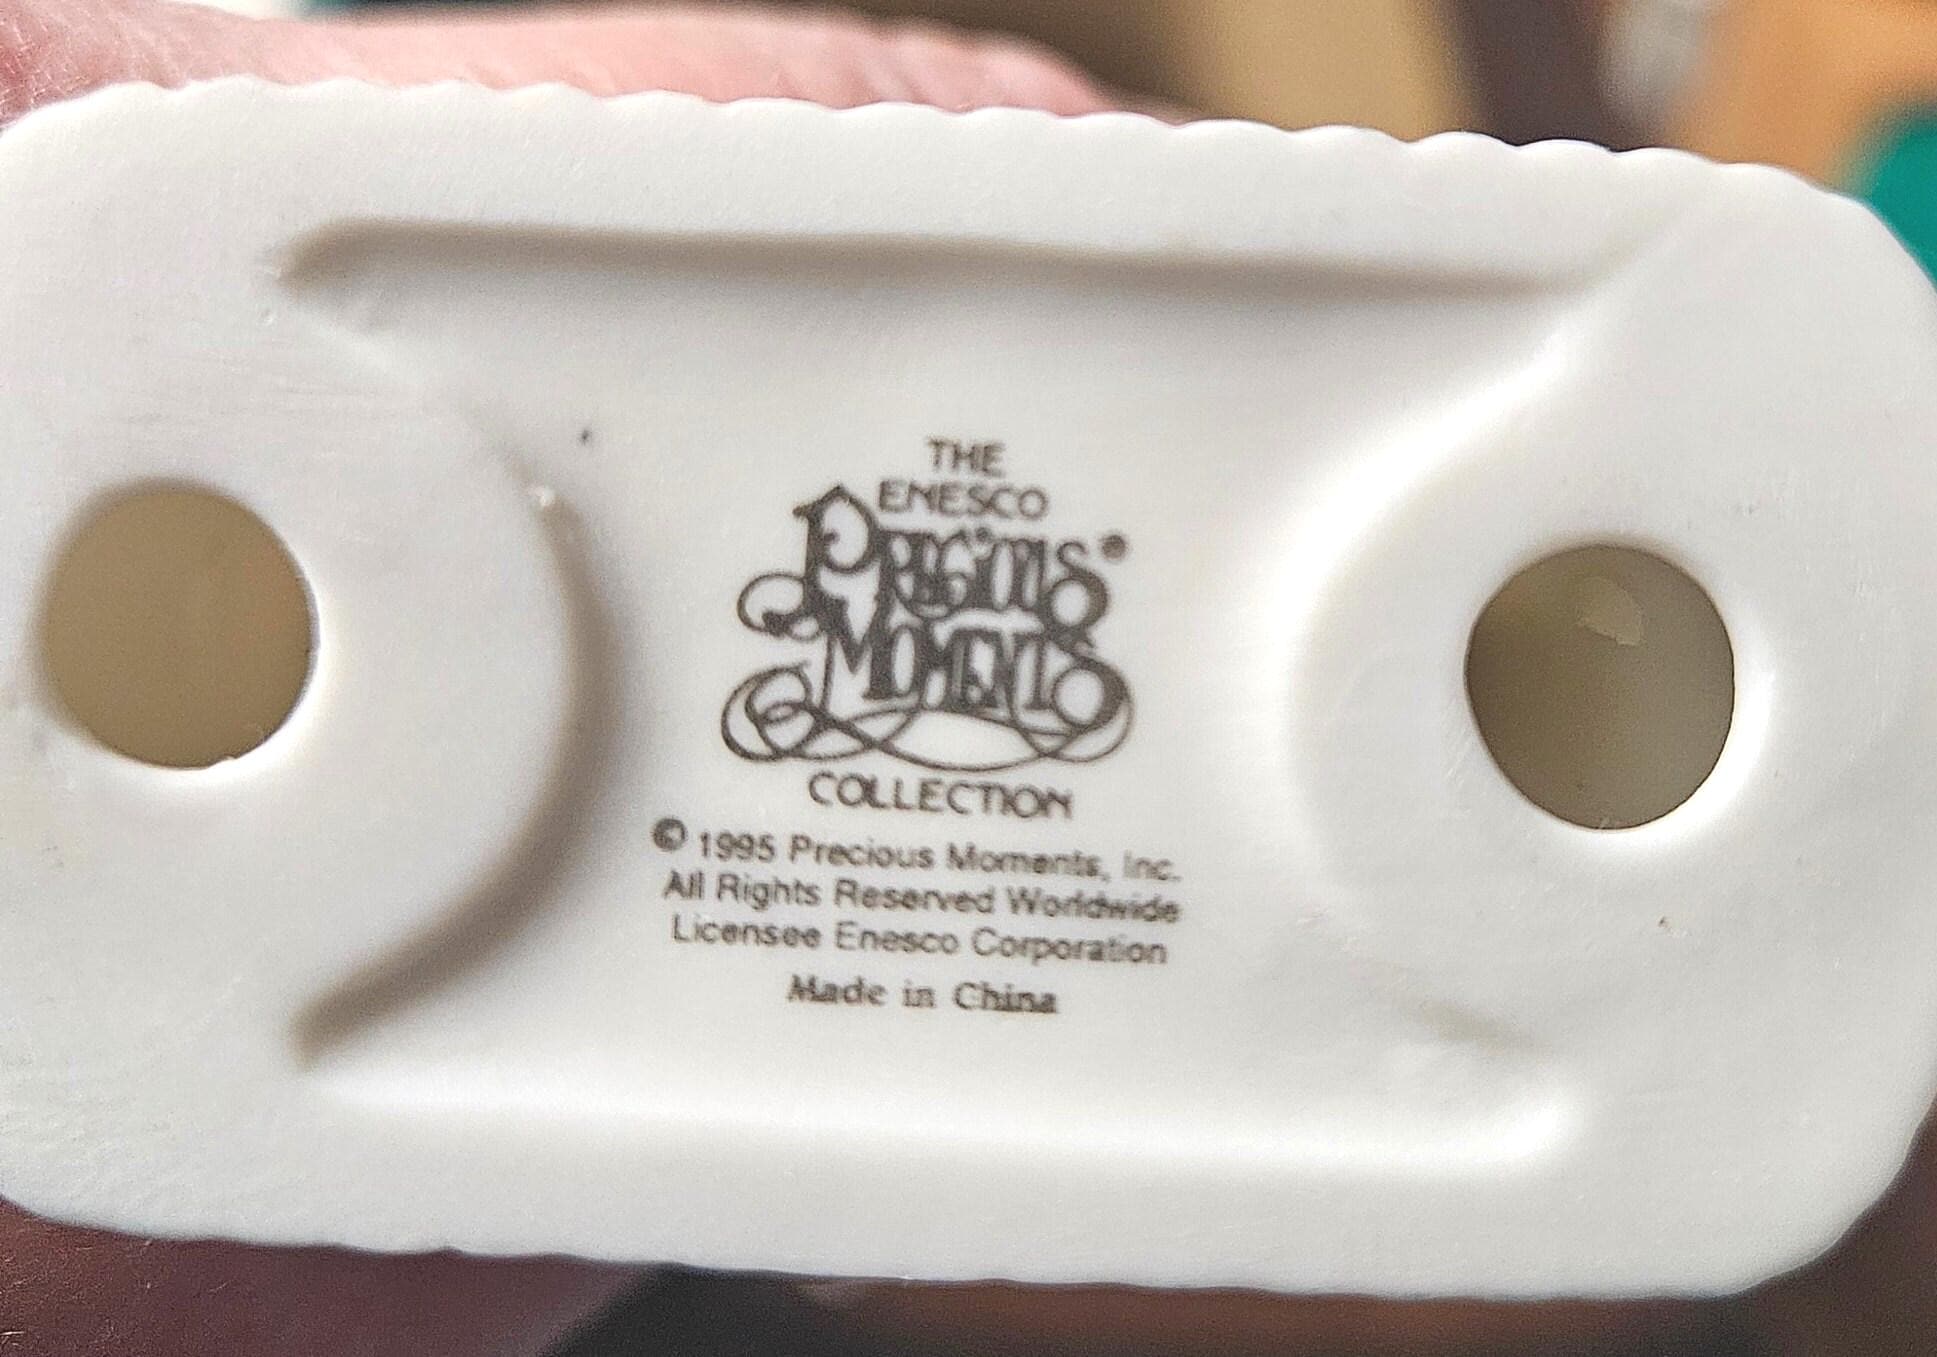 THE
ENESCO
PRECIOUS®
MOMENTS
COLLECTION
© 1995 Precious Moments, Inc.
All Rights Reserved Worldwide
Licensee Enesco Corporation
Made in China